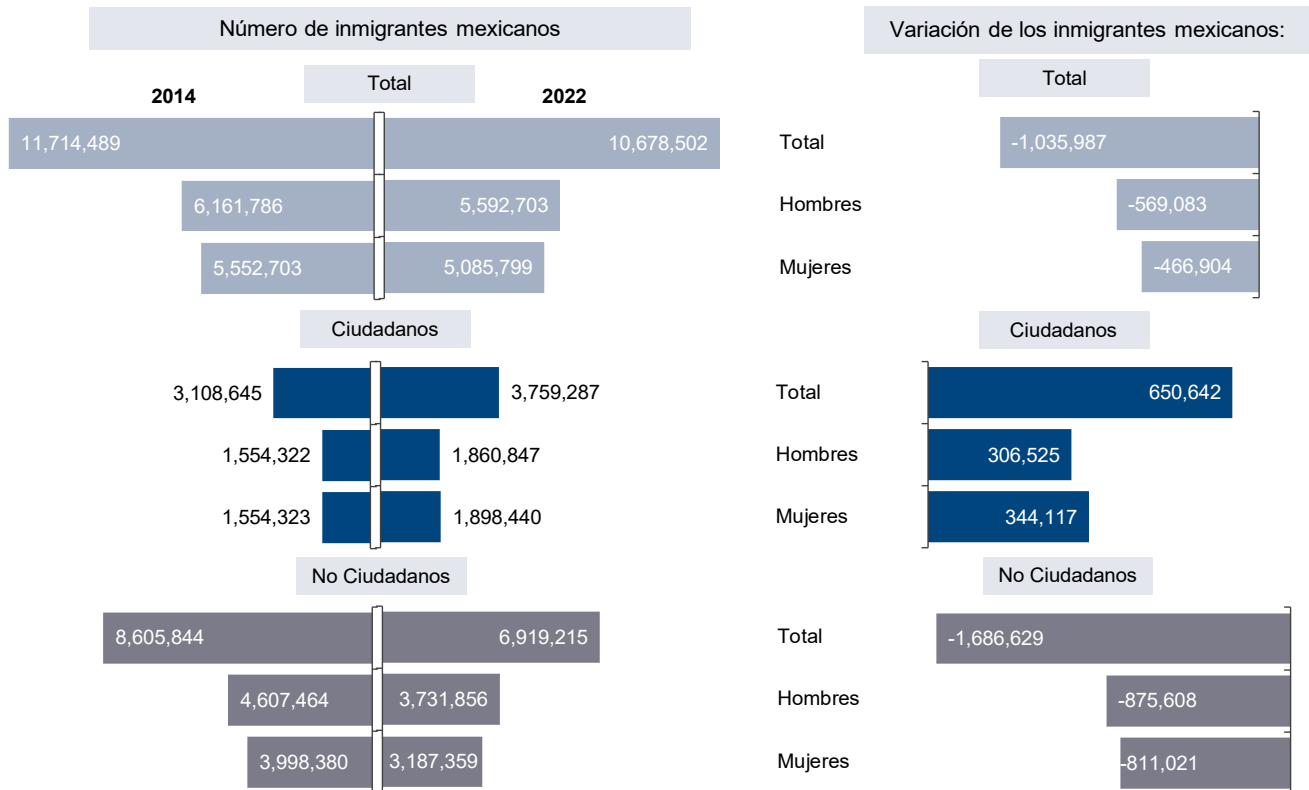 Número de inmigrantes mexicanos
Variación de los inmigrantes mexicanos:
2014
Total
2022
Total
11,714,489
10,678,502
Total
-1,035,987
6,161,786
5,592,703
Hombres
-569,083
5,552,703
5,085,799
Mujeres
-466,904
Ciudadanos
Ciudadanos
3,108,645
3,759,287
Total
650,642
1,554,322
1,860,847
Hombres
306,525
1,554,323
1,898,440
Mujeres
344,117
No Ciudadanos
No Ciudadanos
8,605,844
6,919,215
Total
-1,686,629
4,607,464
3,731,856
Hombres
-875,608
3,998,380
3,187,359
Mujeres
-811,021